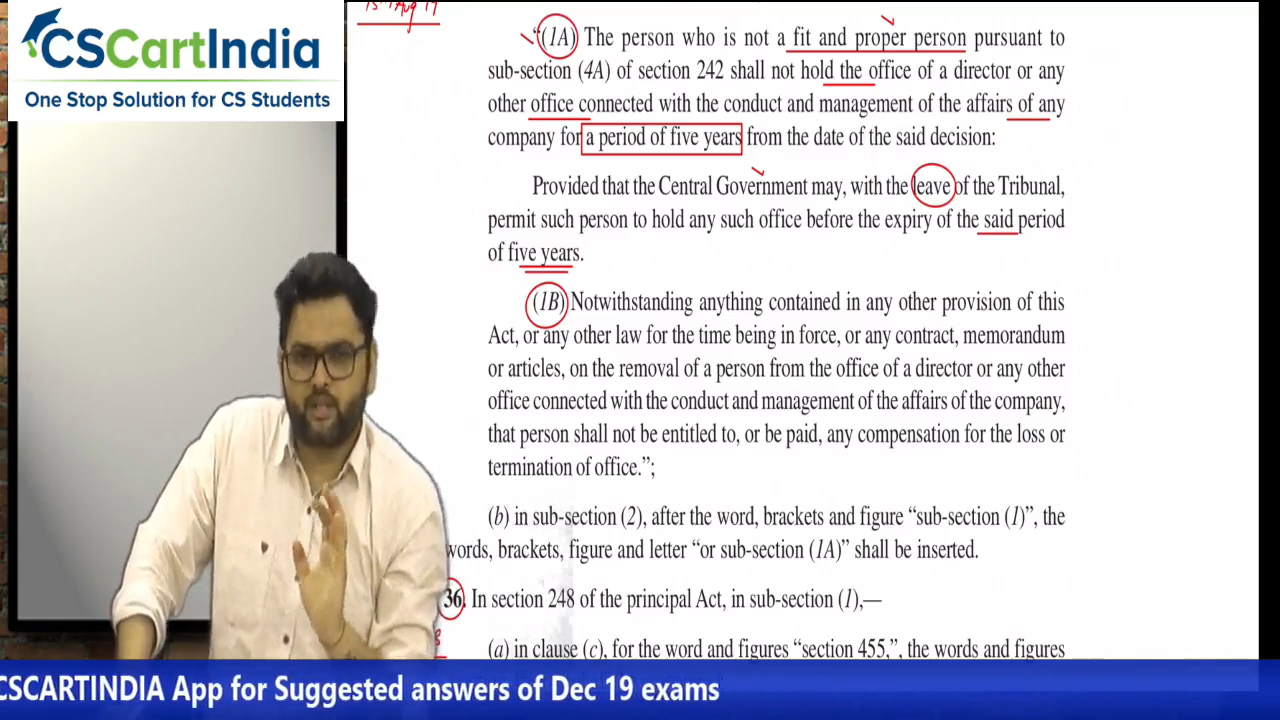 15th Aug 19
CSCartIndia
One Stop Solution for CS Students
“(1A) The person who is not a fit and proper person pursuant to
sub-section (4A) of section 242 shall not hold the office of a director or any
other office connected with the conduct and management of the affairs of any
company for a period of five years from the date of the said decision:
Provided that the Central Government may, with the leave of the Tribunal,
permit such person to hold any such office before the expiry of the said period
of five years.
(1B) Notwithstanding anything contained in any other provision of this
Act, or any other law for the time being in force, or any contract, memorandum
or articles, on the removal of a person from the office of a director or any other
office connected with the conduct and management of the affairs of the company,
that person shall not be entitled to, or be paid, any compensation for the loss or
termination of office.”;
(b) in sub-section (2), after the word, brackets and figure “sub-section (1)”, the
words, brackets, figure and letter “or sub-section (1A)” shall be inserted.
36. In section 248 of the principal Act, in sub-section (1),—
(a) in clause (c), for the word and figures “section 455,”, the words and figures
CSCARTINDIA App for Suggested answers of Dec 19 exams